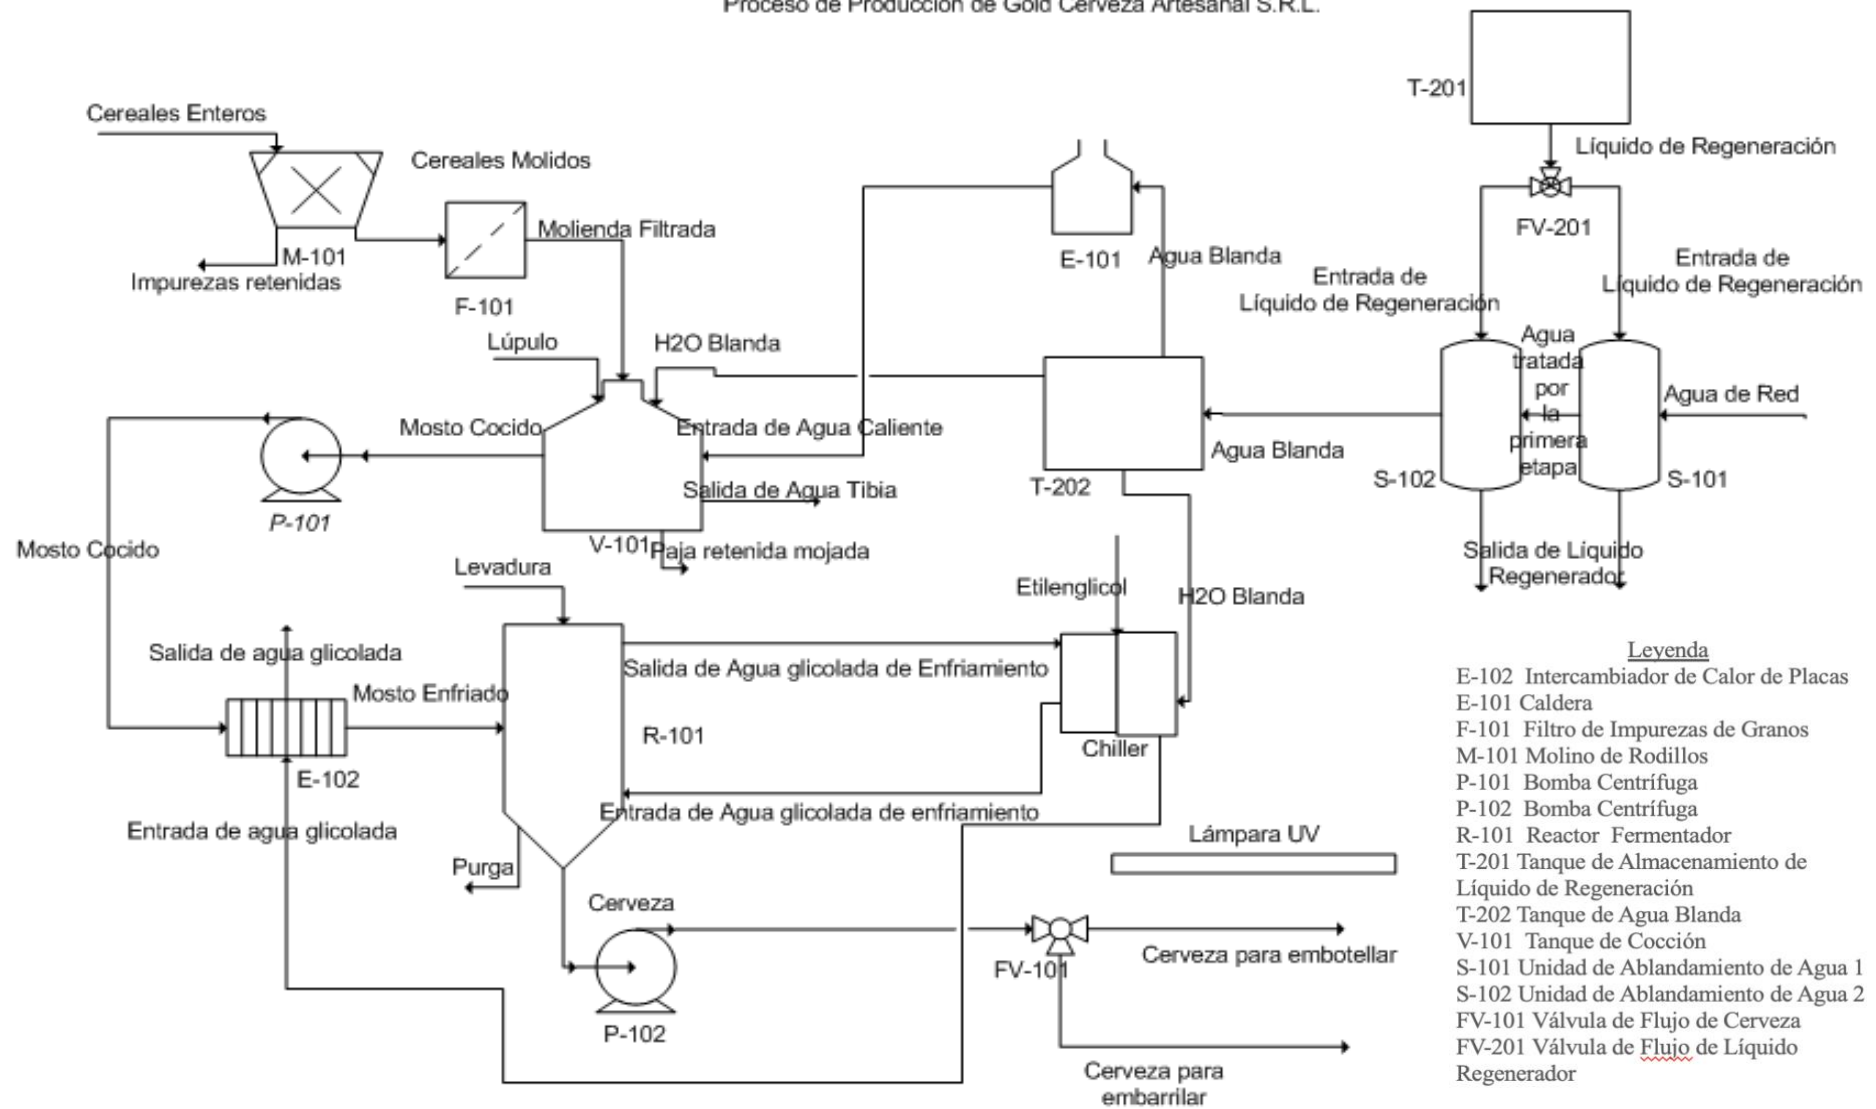 Proceso de Producción de Gold Cerveza Artesanal S.R.L.
T-201
Cereales Enteros
Líquido de Regeneración
Cereales Molidos
FV-201
Molienda Filtrada
M-101
Impurezas retenidas
F-101
E-101
Agua Blanda
Entrada de
Líquido de Regeneración
Entrada de
Líquido de Regeneración
Lúpulo
H2O Blanda
Agua
tratada
por
la
primera
etapa
Agua de Red
Mosto Cocido
Entrada de Agua Caliente
Agua Blanda
Salida de Agua Tibia
T-202
S-102
S-101
P-101
Mosto Cocido
V-101
Paja retenida mojada
Salida de Líquido
Regenerador
Levadura
Etilenglicol
H2O Blanda
Salida de agua glicolada
Salida de Agua glicolada de Enfriamiento
Mosto Enfriado
R-101
Chiller
E-102
Entrada de Agua glicolada de enfriamiento
Entrada de agua glicolada
Lámpara UV
Purga
Cerveza
Cerveza para embotellar
FV-101
P-102
Cerveza para
embarrilar
Leyenda
E-102 Intercambiador de Calor de Placas
E-101 Caldera
F-101 Filtro de Impurezas de Granos
M-101 Molino de Rodillos
P-101 Bomba Centrífuga
P-102 Bomba Centrífuga
R-101 Reactor Fermentador
T-201 Tanque de Almacenamiento de
Líquido de Regeneración
T-202 Tanque de Agua Blanda
V-101 Tanque de Cocción
S-101 Unidad de Ablandamiento de Agua 1
S-102 Unidad de Ablandamiento de Agua 2
FV-101 Válvula de Flujo de Cerveza
FV-201 Válvula de Flujo de Líquido
Regenerador